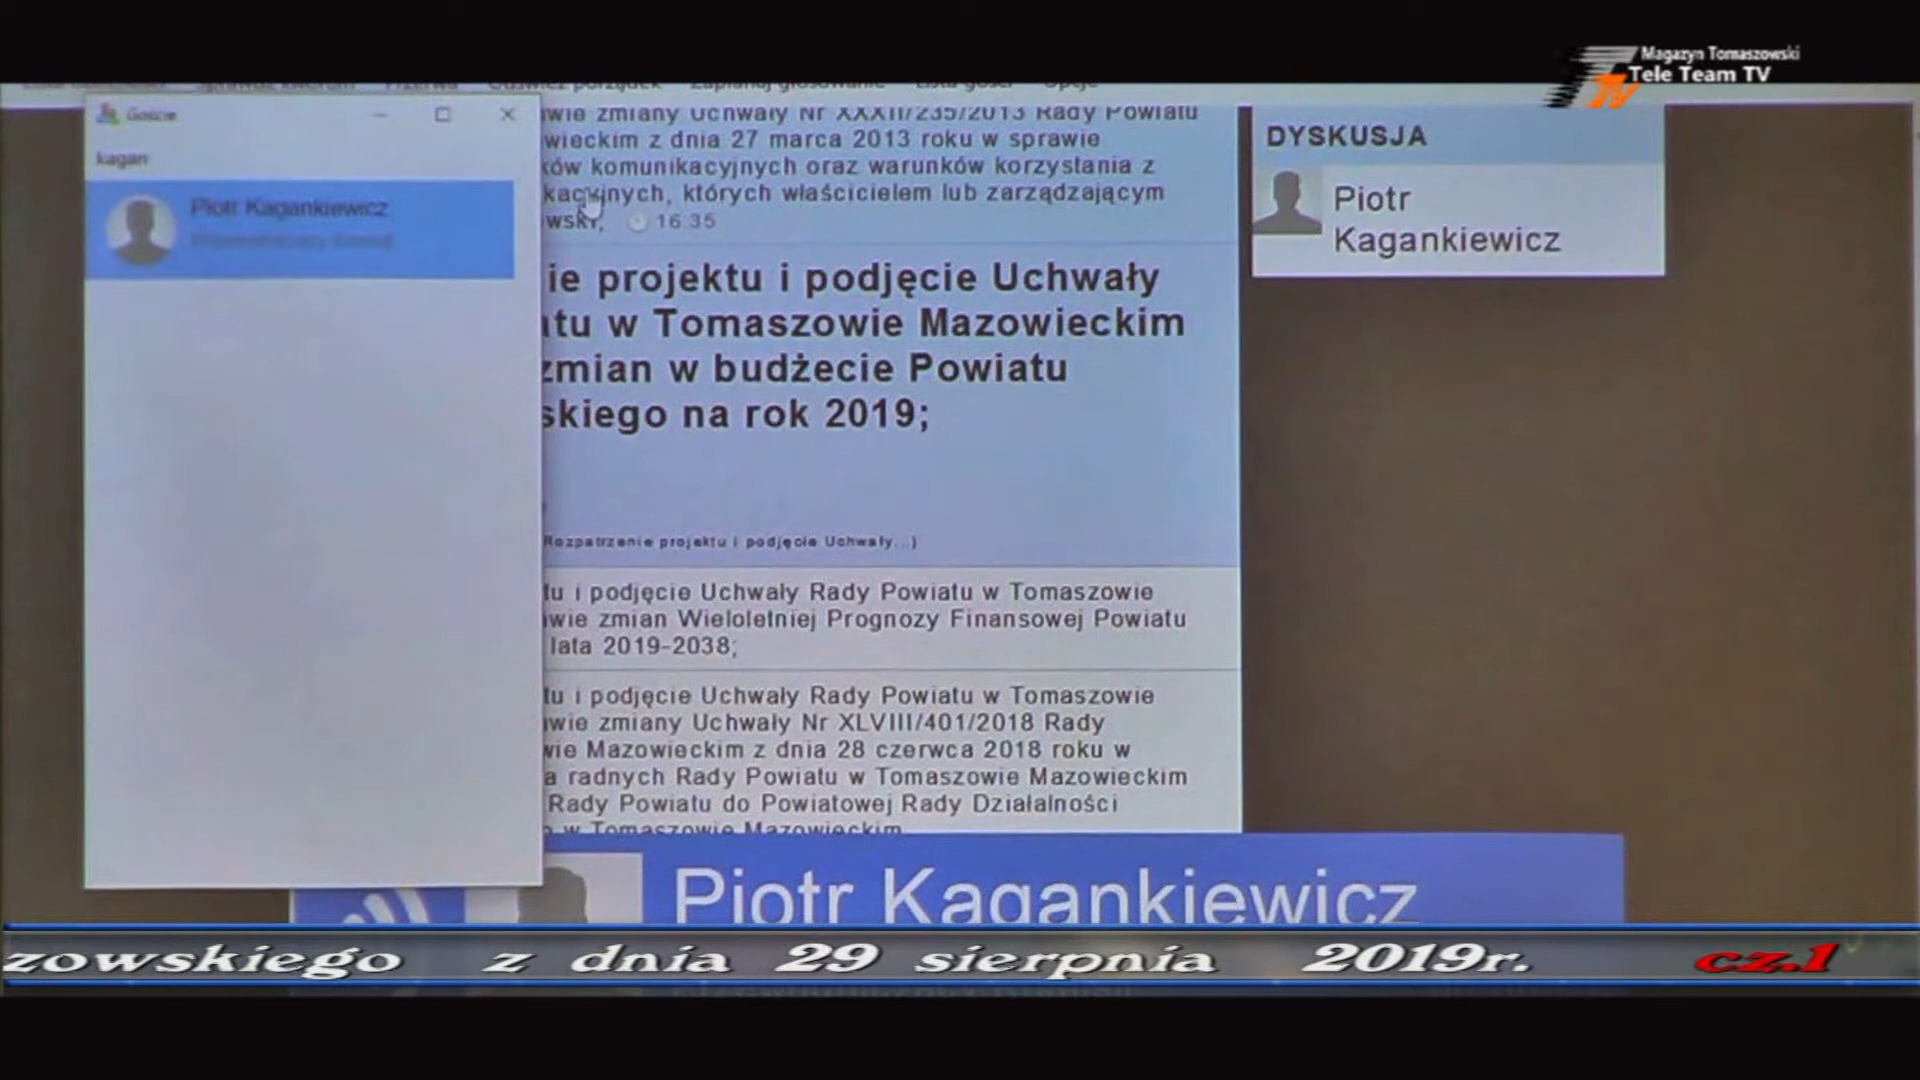 Magazyn Tomaszowski
Tele Team TV
TV
Goście
kagan
Piotr Kagankiewicz
wie zmiany Uchwały Nr XXXII/235/2013 Rady Powiatu
wieckim z dnia 27 marca 2013 roku w sprawie
ków komunikacyjnych oraz warunków korzystania z
kacyjnych, których właścicielem lub zarządzającym
wsky, 16:35
ie projektu i podjęcie Uchwały
tu w Tomaszowie Mazowieckim
zmian w budżecie Powiatu
skiego na rok 2019;
Rozpatrzenie projektu i podjęcie Uchwały...)
tu i podjęcie Uchwały Rady Powiatu w Tomaszowie
wie zmian Wieloletniej Prognozy Finansowej Powiatu
lata 2019-2038;
tu i podjęcie Uchwały Rady Powiatu w Tomaszowie
wie zmiany Uchwały Nr XLVIII/401/2018 Rady
wie Mazowieckim z dnia 28 czerwca 2018 roku w
a radnych Rady Powiatu w Tomaszowie Mazowieckim
Rady Powiatu do Powiatowej Rady Działalności
w Tomaszowie Mazowieckim
DYSKUSJA
Piotr
Kagankiewicz
Piotr Kagankiewicz
zowskiego z dnia 29 sierpnia 2019r. cz.1